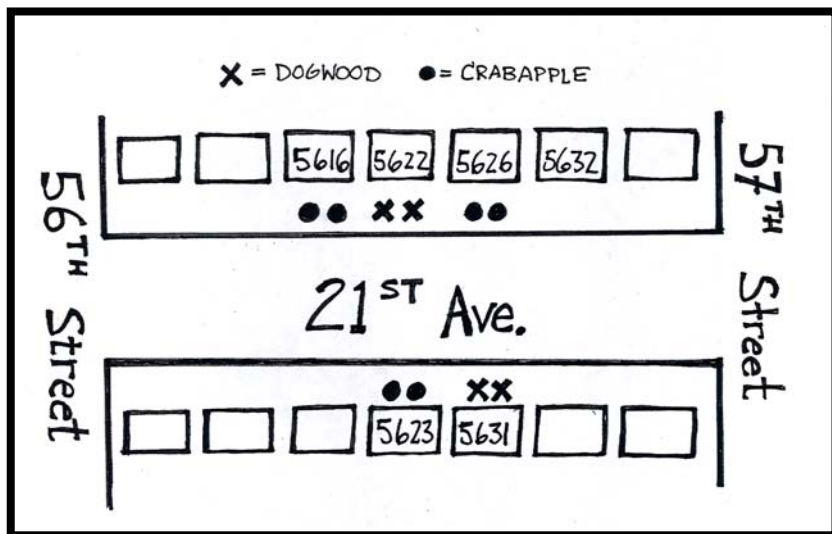 X = DOGWOOD ● = CRABAPPLE
5616 5622 5626 5632
56TH Street
57TH Street
21ST Ave.
5623 5631